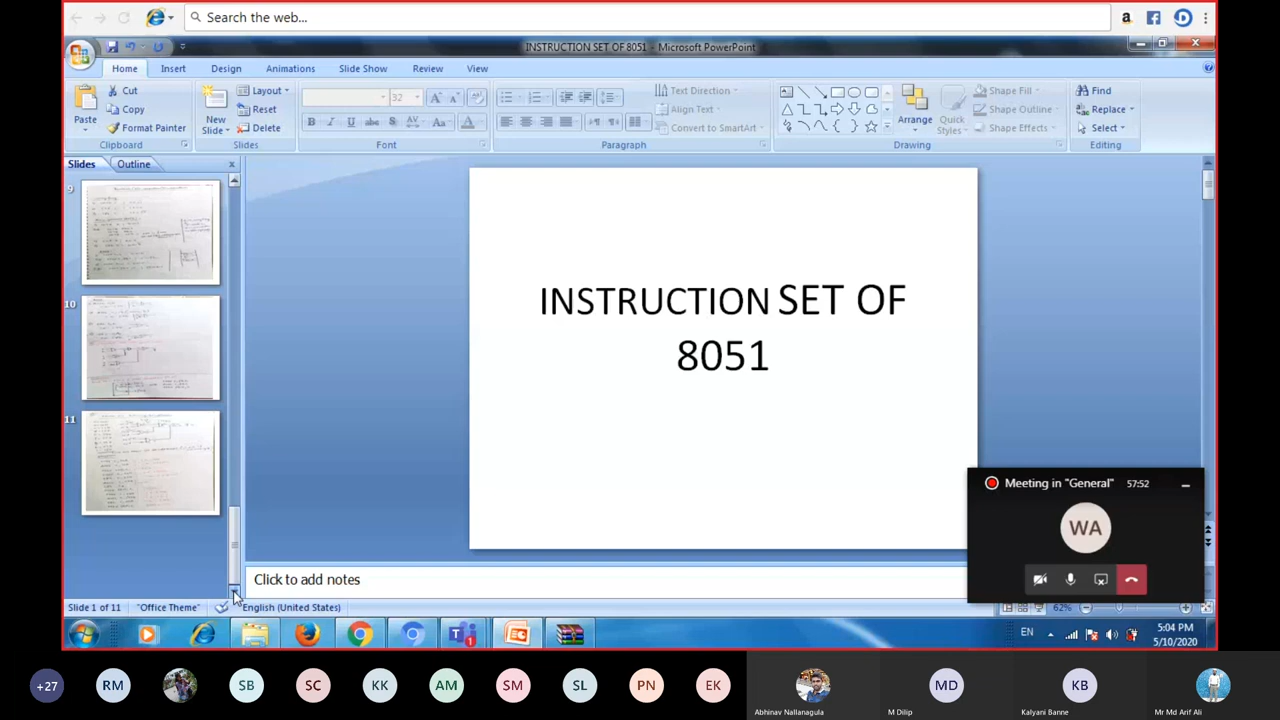 Search the web...
INSTRUCTION SET OF 8051 - Microsoft PowerPoint
Home Insert Design Animations Slide Show Review View
Paste
Cut
Copy
Format Painter
Clipboard
New Slide
Layout
Reset
Delete
Slides
32
Font
Text Direction
Align Text
Convert to SmartArt
Paragraph
Arrange
Quick Styles
Shape Fill
Shape Outline
Shape Effects
Drawing
Find
Replace
Select
Editing
Slides Outline
9
10
11
INSTRUCTION SET OF
8051
Meeting in "General" 57:52
WA
Click to add notes
Slide 1 of 11 "Office Theme" English (United States) 62%
EN
5:04 PM
5/10/2020
+27 RM SB SC KK AM SM SL PN EK MD KB
Abhinav Nallanagula M Dilip Kalyani Banne Mr Md Arif Ali